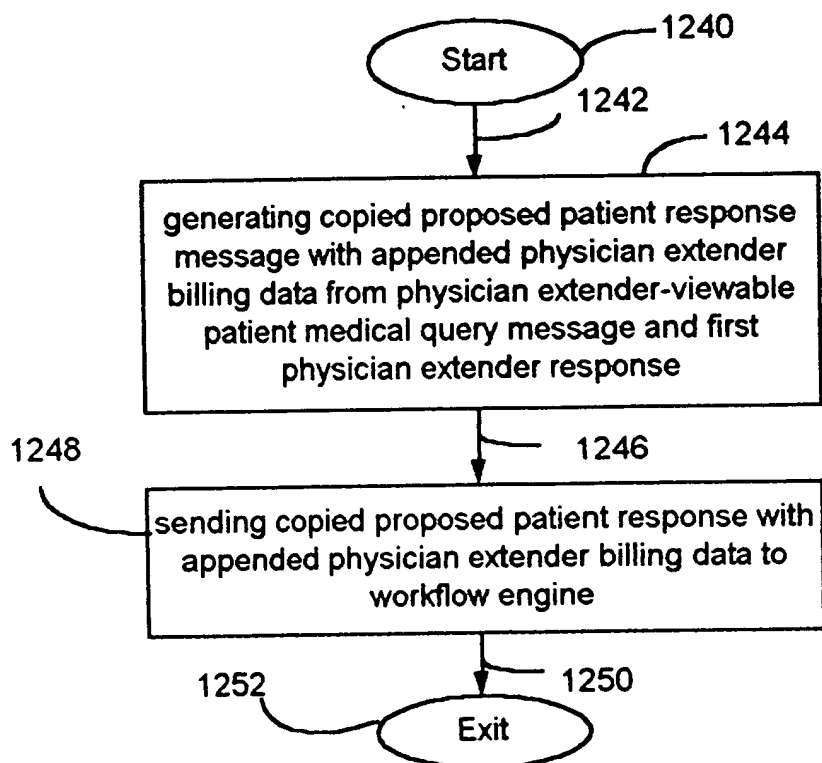 1240
Start
1242
1244
generating copied proposed patient response
message with appended physician extender
billing data from physician extender-viewable
patient medical query message and first
physician extender response
1246
1248
sending copied proposed patient response with
appended physician extender billing data to
workflow engine
1250
1252
Exit